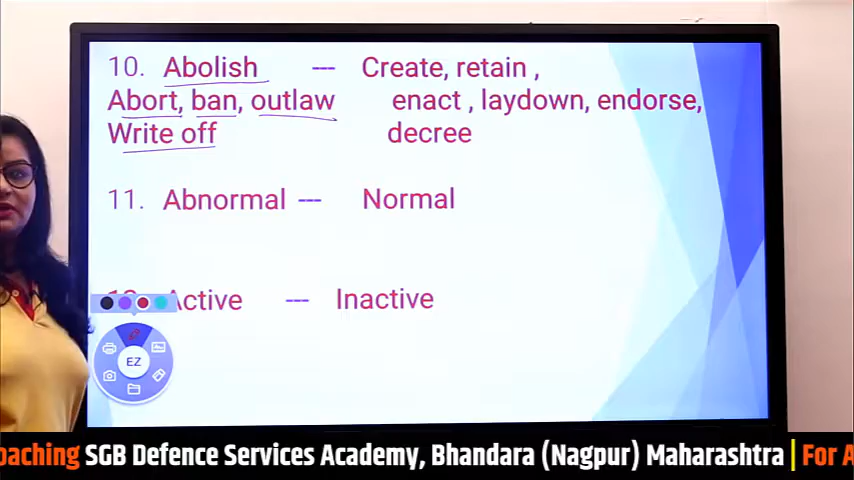 10. Abolish --- Create, retain ,
Abort, ban, outlaw enact , laydown, endorse,
Write off decree
11. Abnormal --- Normal
Active --- Inactive
EZ
oaching SGB Defence Services Academy, Bhandara (Nagpur) Maharashtra | For A